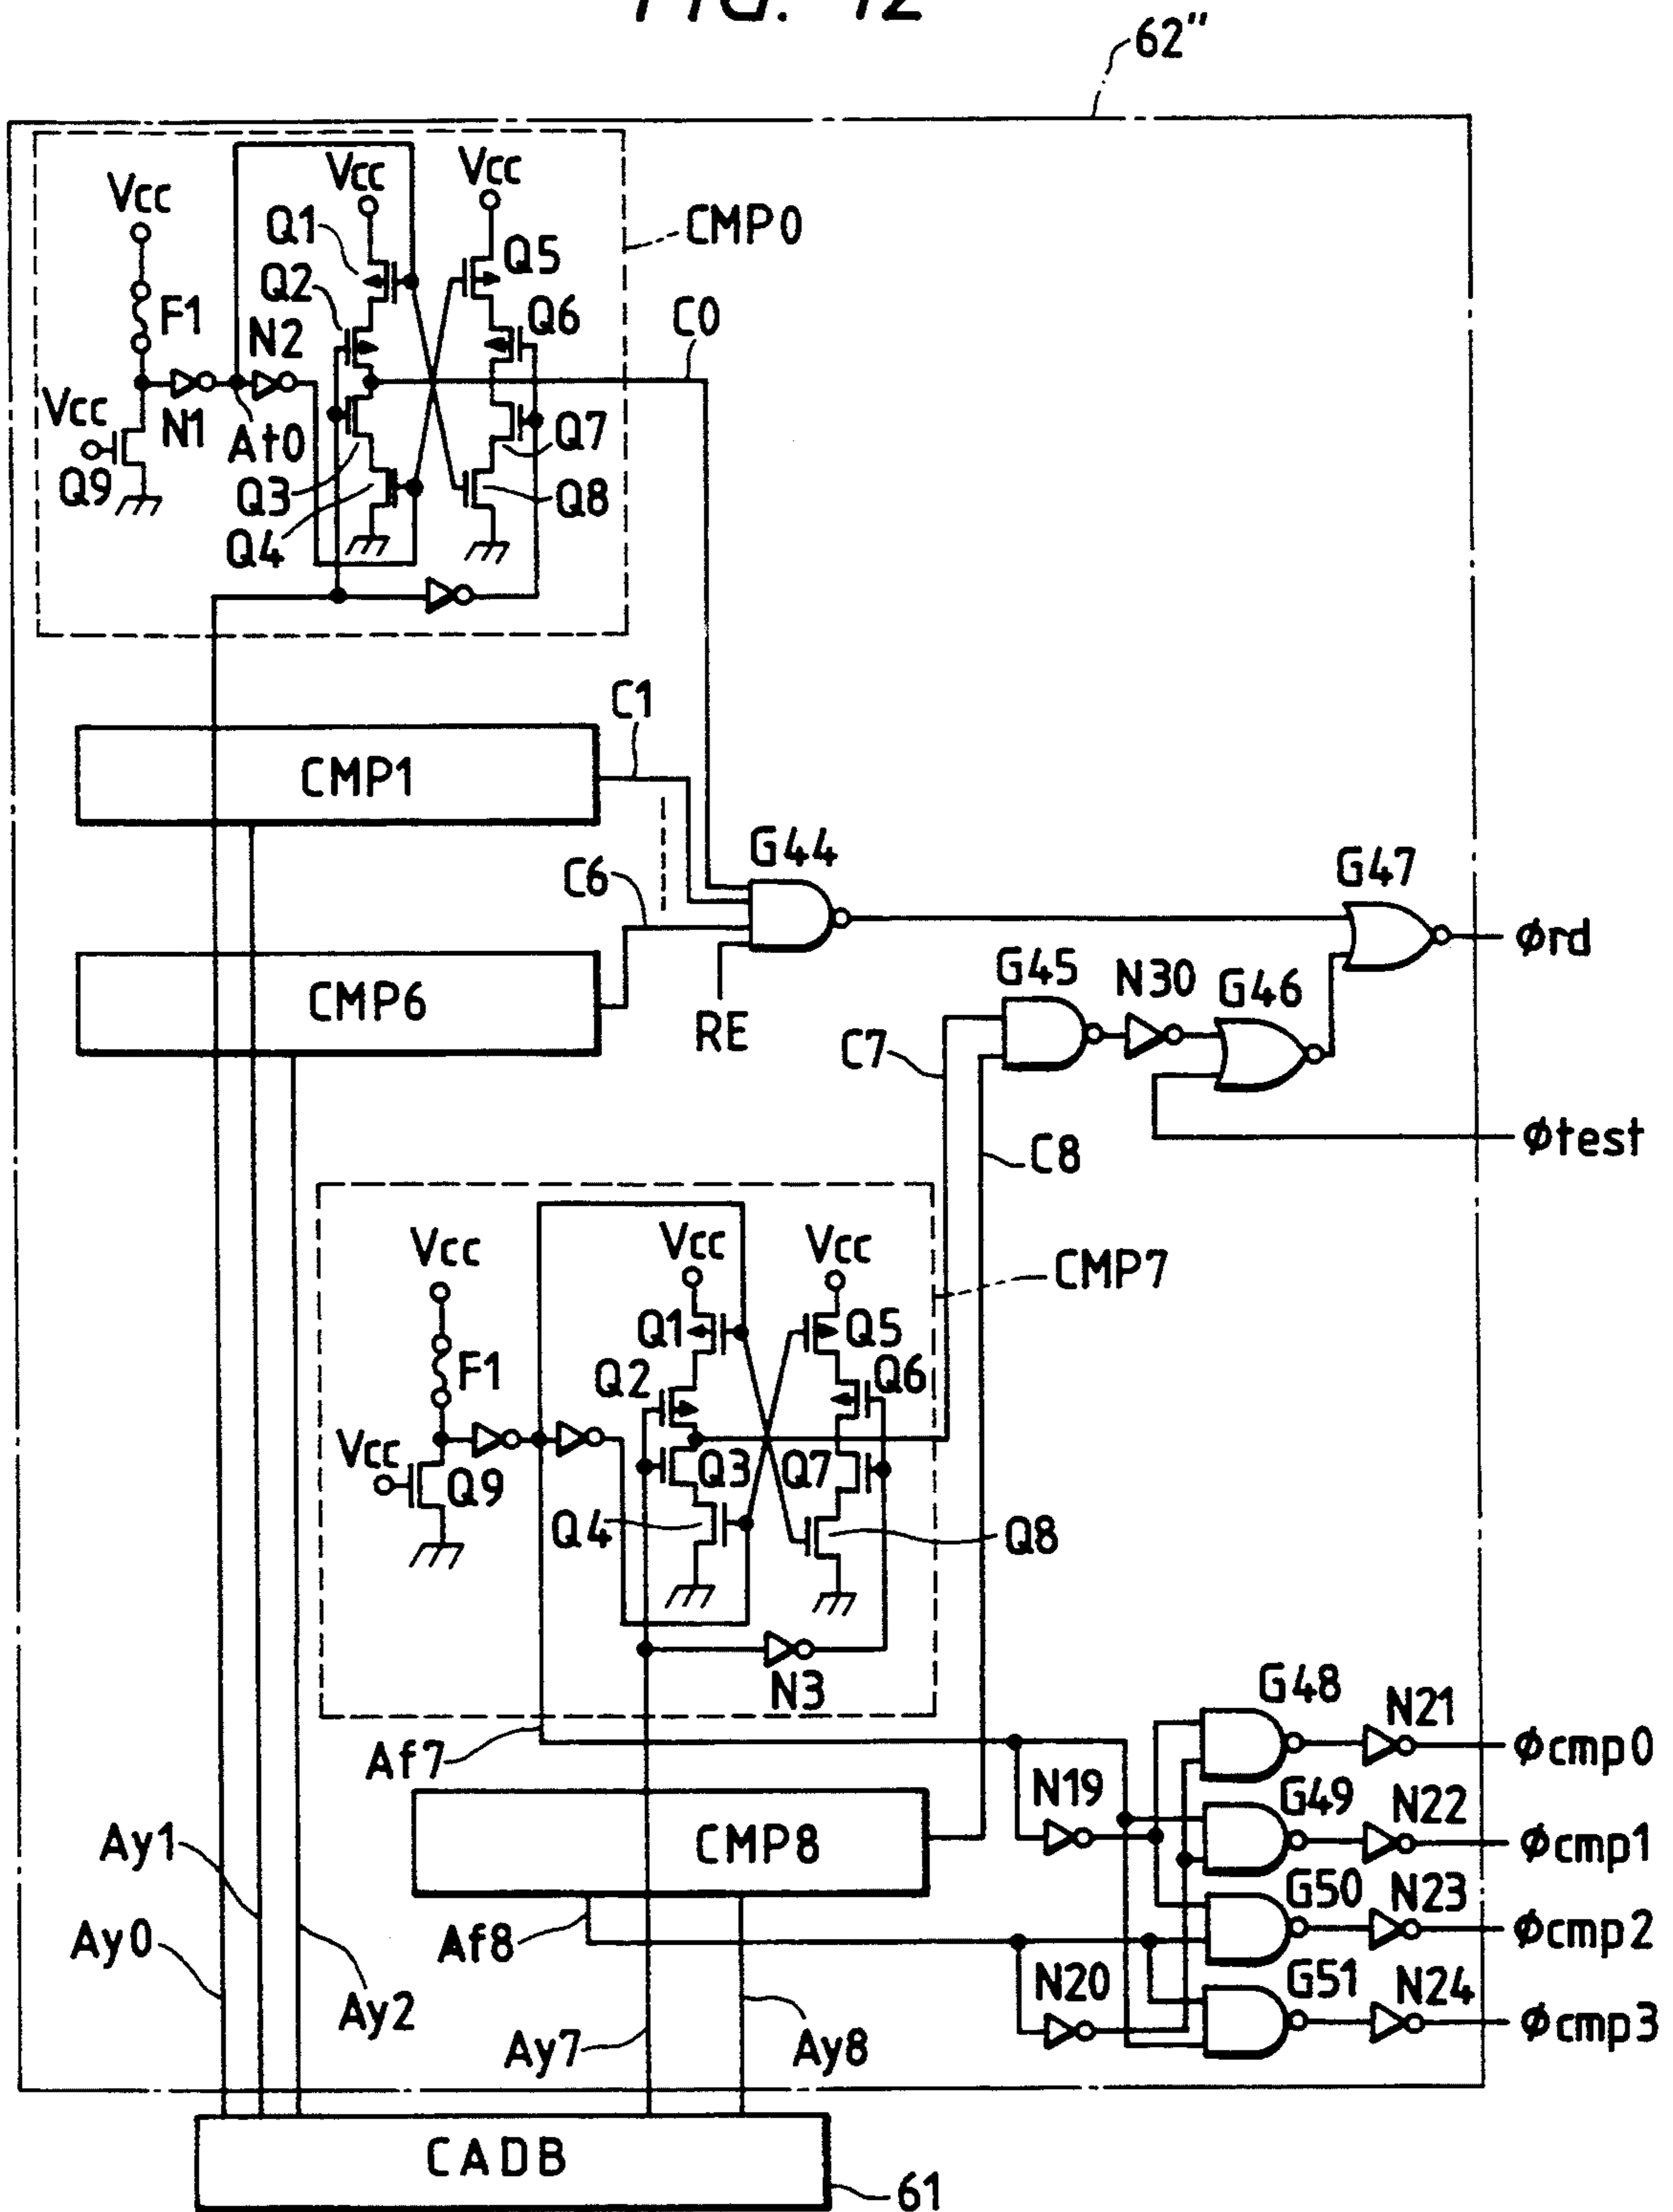 FIG. 42
62"
Vcc
Vcc
Vcc
Q1
CMP0
Q5
Q2
F1
N2
Q6
C0
Vcc
N1
At0
Q7
Q9
Q3
Q8
Q4
C1
CMP1
G44
C6
G47
φrd
CMP6
RE
G45
N30
G46
C7
φtest
C8
Vcc
Vcc
Vcc
CMP7
Q1
Q5
F1
Q2
Q6
Vcc
Q9
Q3
Q7
Q4
Q8
N3
G48
N21
φcmp0
Af7
N19
G49
N22
Ay1
CMP8
φcmp1
G50
N23
Ay0
Af8
φcmp2
N20
G51
N24
Ay2
Ay7
Ay8
φcmp3
CADB
61